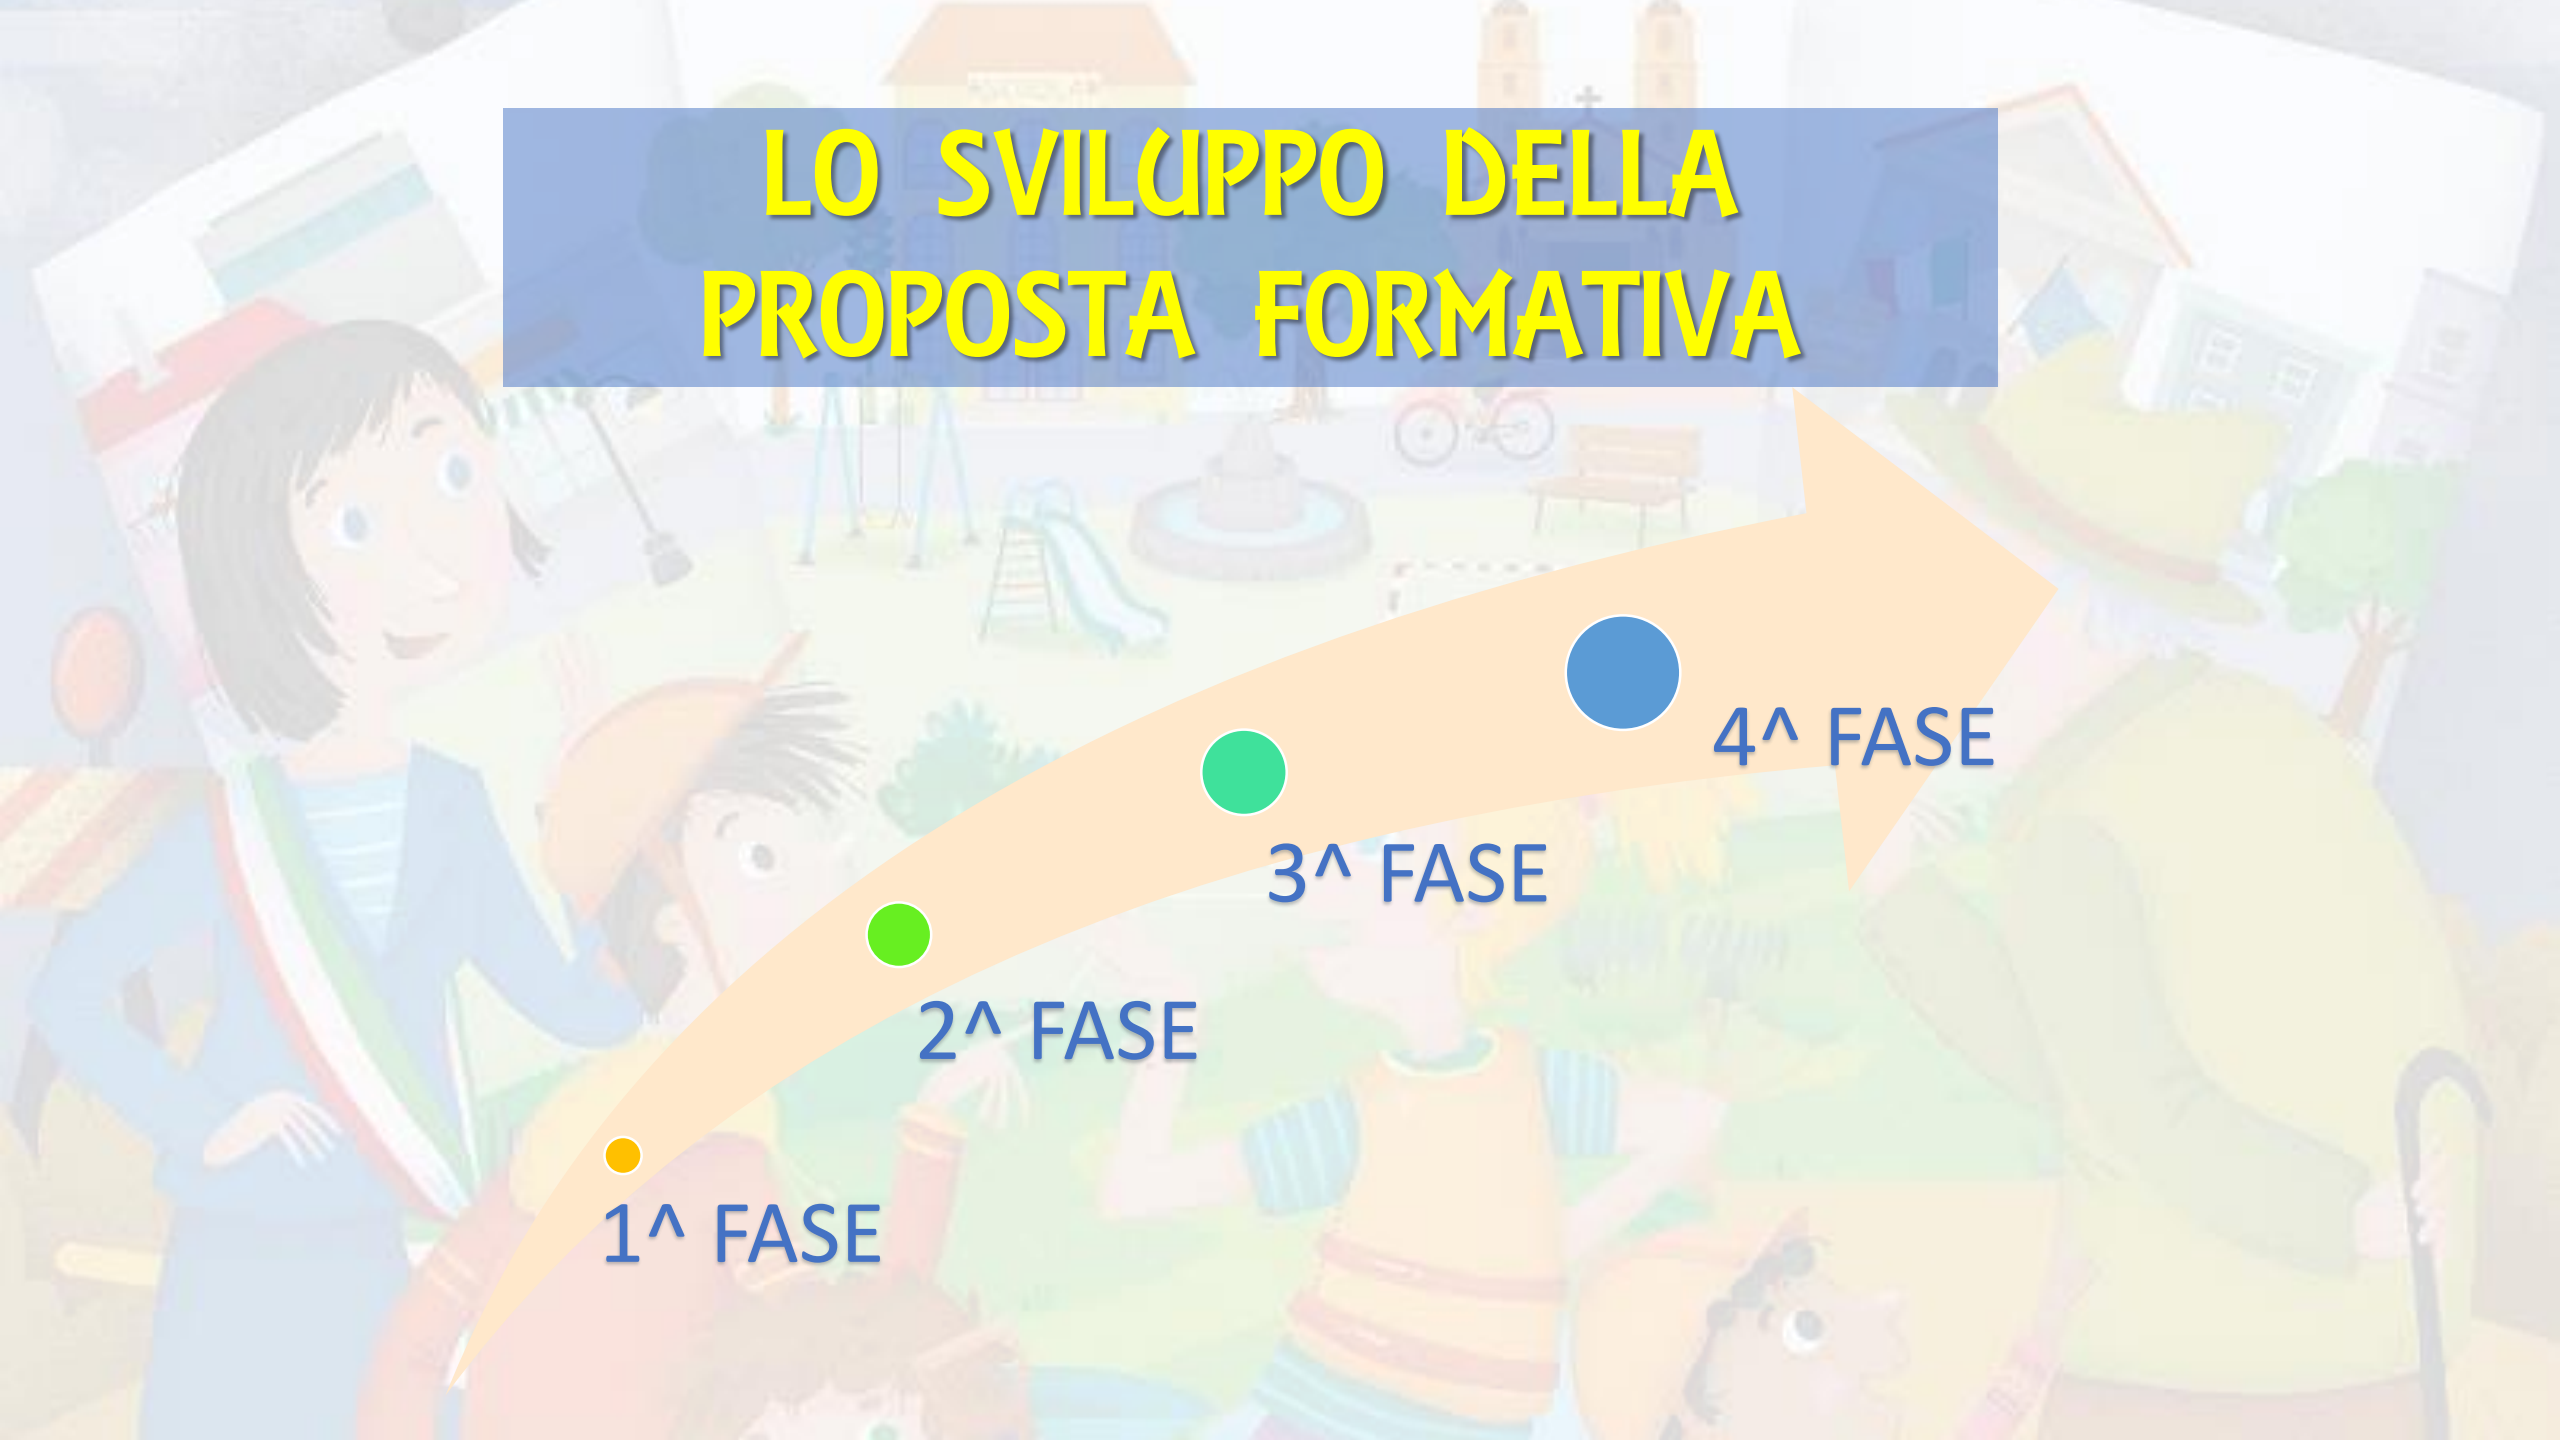 LO SVILUPPO DELLA
PROPOSTA FORMATIVA
4^ FASE
3^ FASE
2^ FASE
1^ FASE